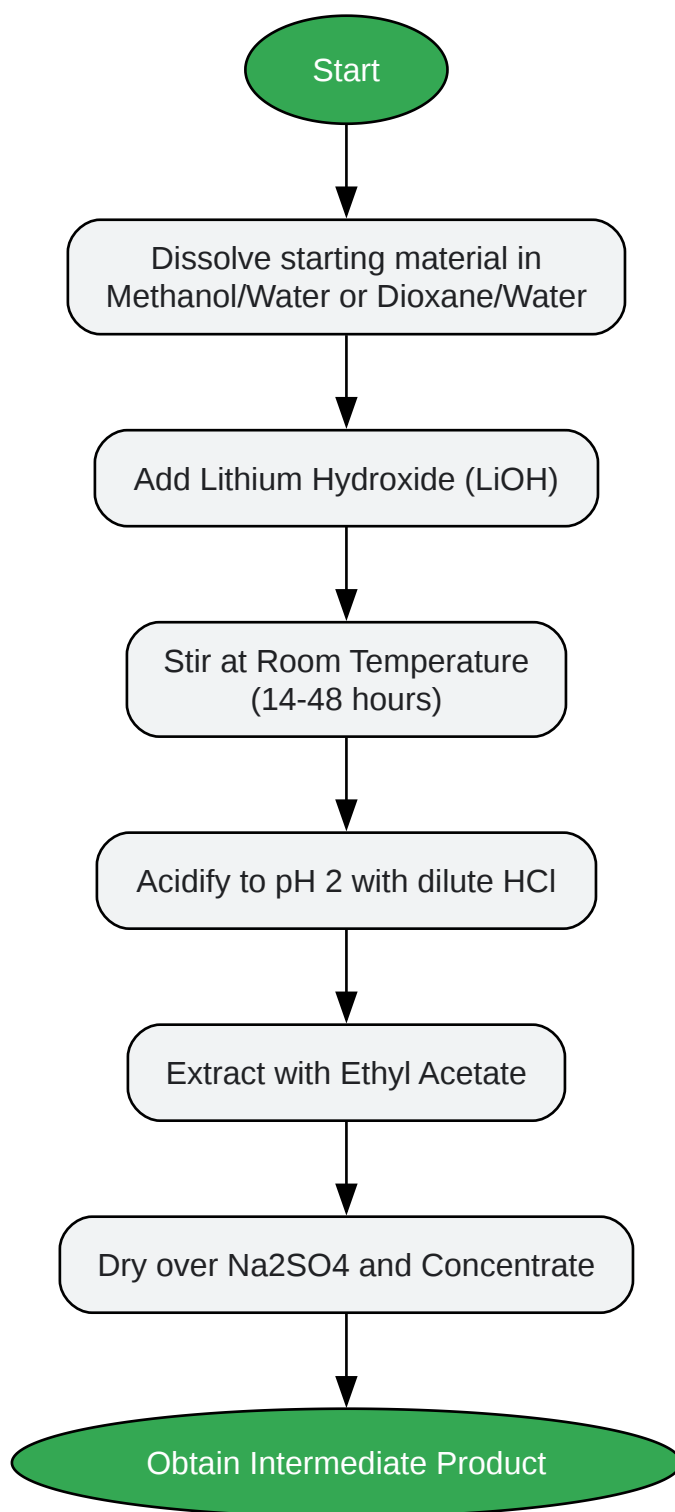 Start
Dissolve starting material in
Methanol/Water or Dioxane/Water
Add Lithium Hydroxide (LiOH)
Stir at Room Temperature
(14-48 hours)
Acidify to pH 2 with dilute HCl
Extract with Ethyl Acetate
Dry over Na2SO4 and Concentrate
Obtain Intermediate Product